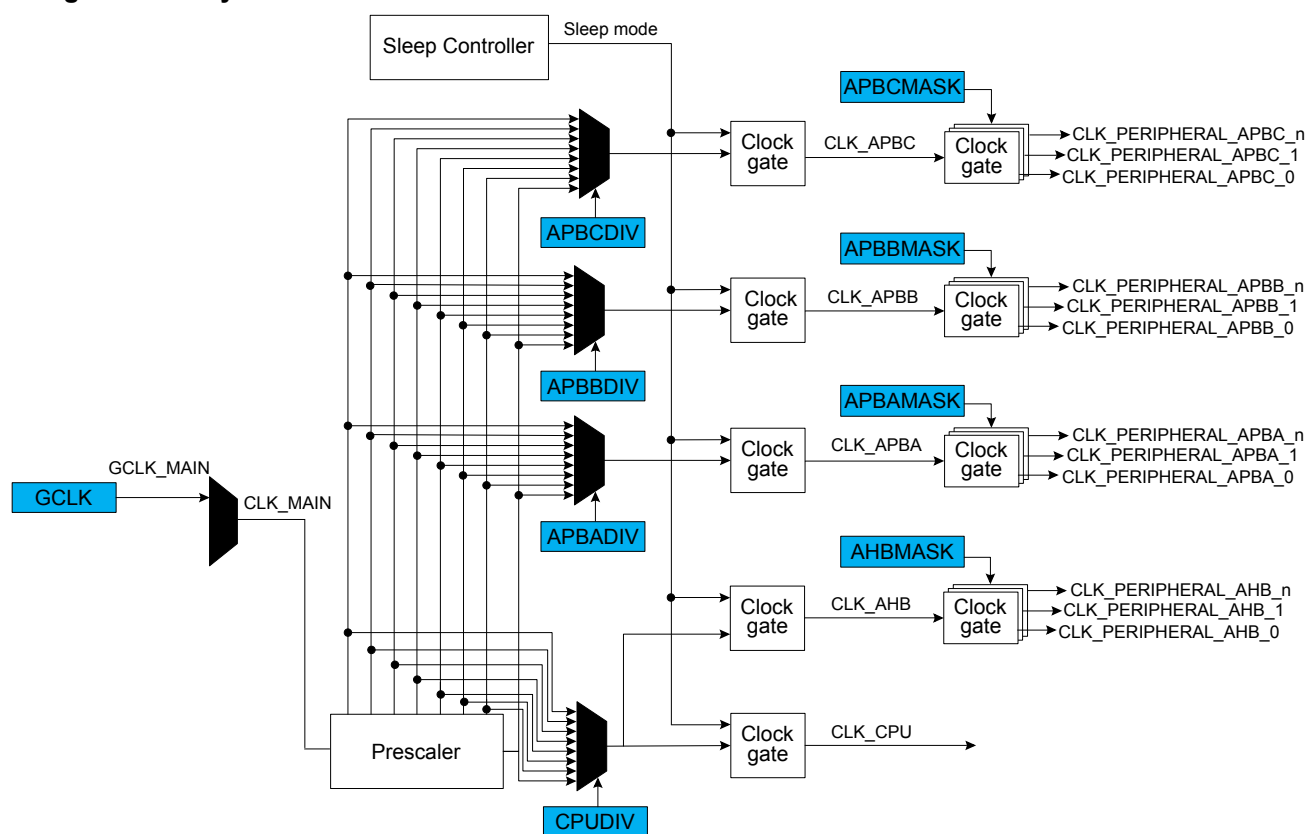 Sleep Controller
Sleep mode
APBCMASK
Clock
gate
CLK_APBC
Clock
gate
CLK_PERIPHERAL_APBC_n
CLK_PERIPHERAL_APBC_1
CLK_PERIPHERAL_APBC_0
APBCDIV
APBBMASK
Clock
gate
CLK_APBB
Clock
gate
CLK_PERIPHERAL_APBB_n
CLK_PERIPHERAL_APBB_1
CLK_PERIPHERAL_APBB_0
APBBDIV
APBAMASK
Clock
gate
CLK_APBA
Clock
gate
CLK_PERIPHERAL_APBA_n
CLK_PERIPHERAL_APBA_1
CLK_PERIPHERAL_APBA_0
GCLK
GCLK_MAIN
CLK_MAIN
APBADIV
AHBMASK
Clock
gate
CLK_AHB
Clock
gate
CLK_PERIPHERAL_AHB_n
CLK_PERIPHERAL_AHB_1
CLK_PERIPHERAL_AHB_0
Prescaler
Clock
gate
CLK_CPU
CPUDIV